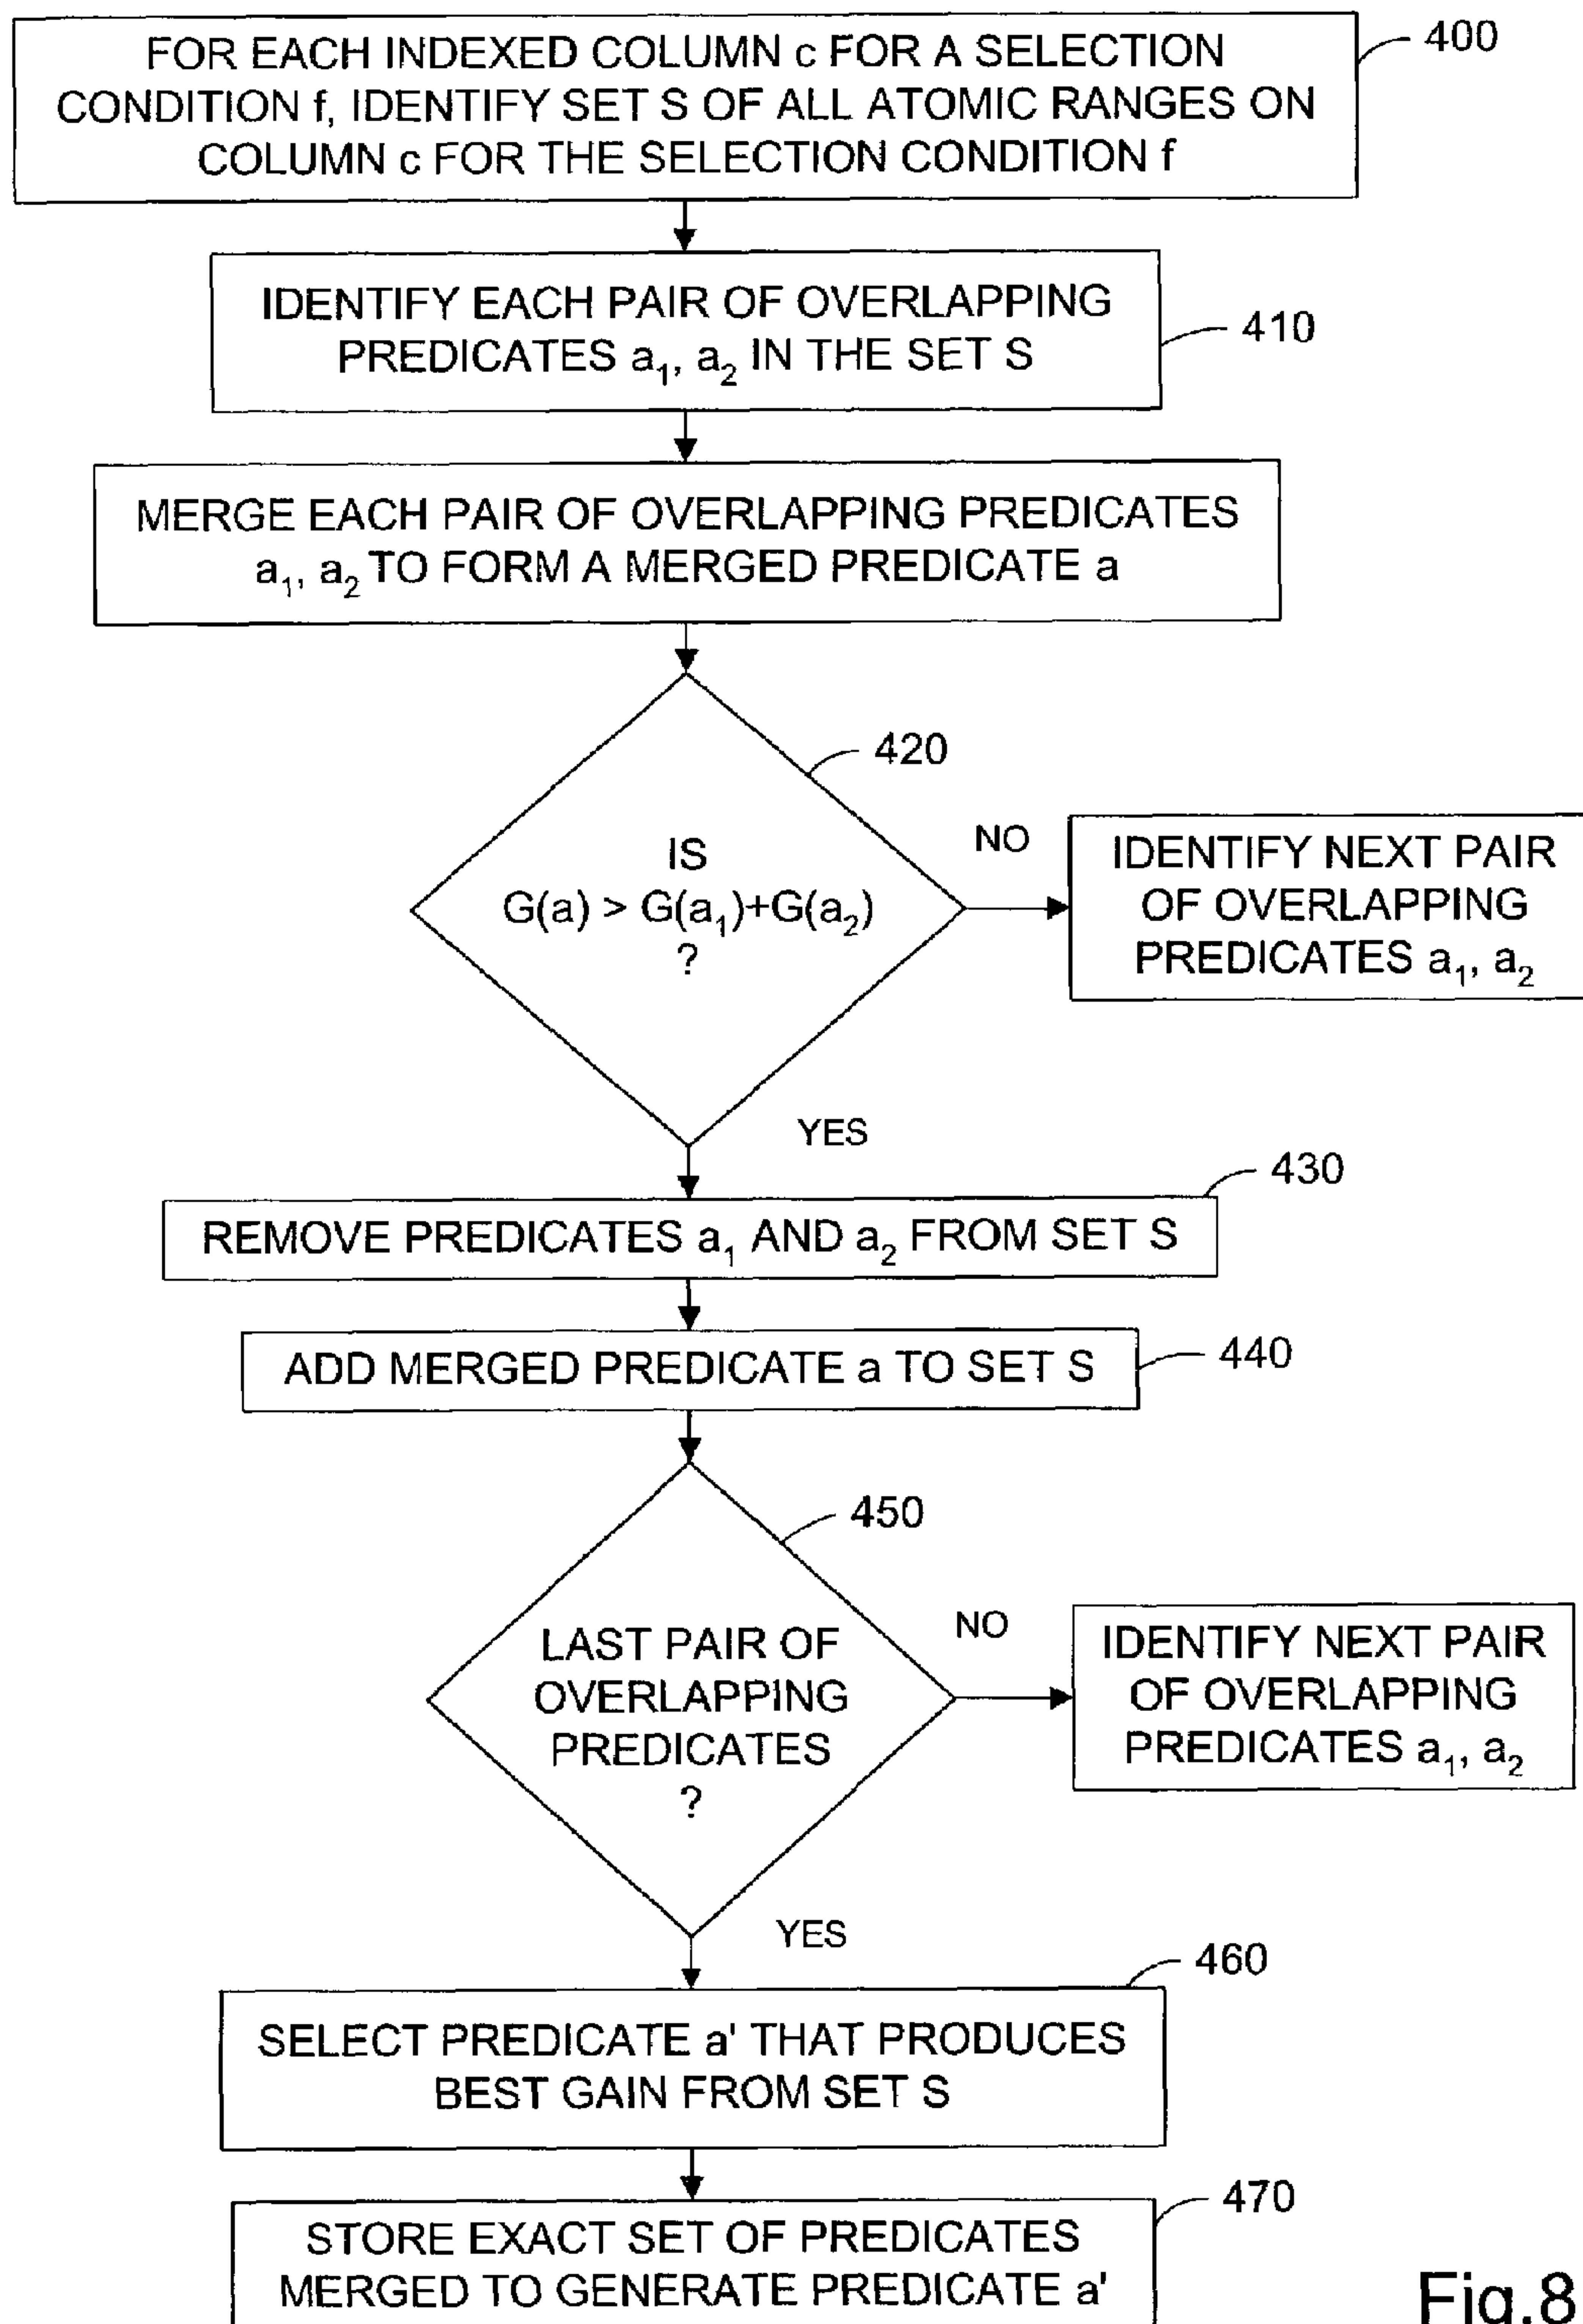 FOR EACH INDEXED COLUMN c FOR A SELECTION
CONDITION f, IDENTIFY SET S OF ALL ATOMIC RANGES ON
COLUMN c FOR THE SELECTION CONDITION f
400
IDENTIFY EACH PAIR OF OVERLAPPING
PREDICATES a₁, a₂ IN THE SET S
410
MERGE EACH PAIR OF OVERLAPPING PREDICATES
a₁, a₂ TO FORM A MERGED PREDICATE a
420
IS
G(a) > G(a₁)+G(a₂)
?
NO
IDENTIFY NEXT PAIR
OF OVERLAPPING
PREDICATES a₁, a₂
YES
430
REMOVE PREDICATES a₁ AND a₂ FROM SET S
ADD MERGED PREDICATE a TO SET S
440
450
LAST PAIR OF
OVERLAPPING
PREDICATES
?
NO
IDENTIFY NEXT PAIR
OF OVERLAPPING
PREDICATES a₁, a₂
YES
460
SELECT PREDICATE a' THAT PRODUCES
BEST GAIN FROM SET S
470
STORE EXACT SET OF PREDICATES
MERGED TO GENERATE PREDICATE a'
Fig.8